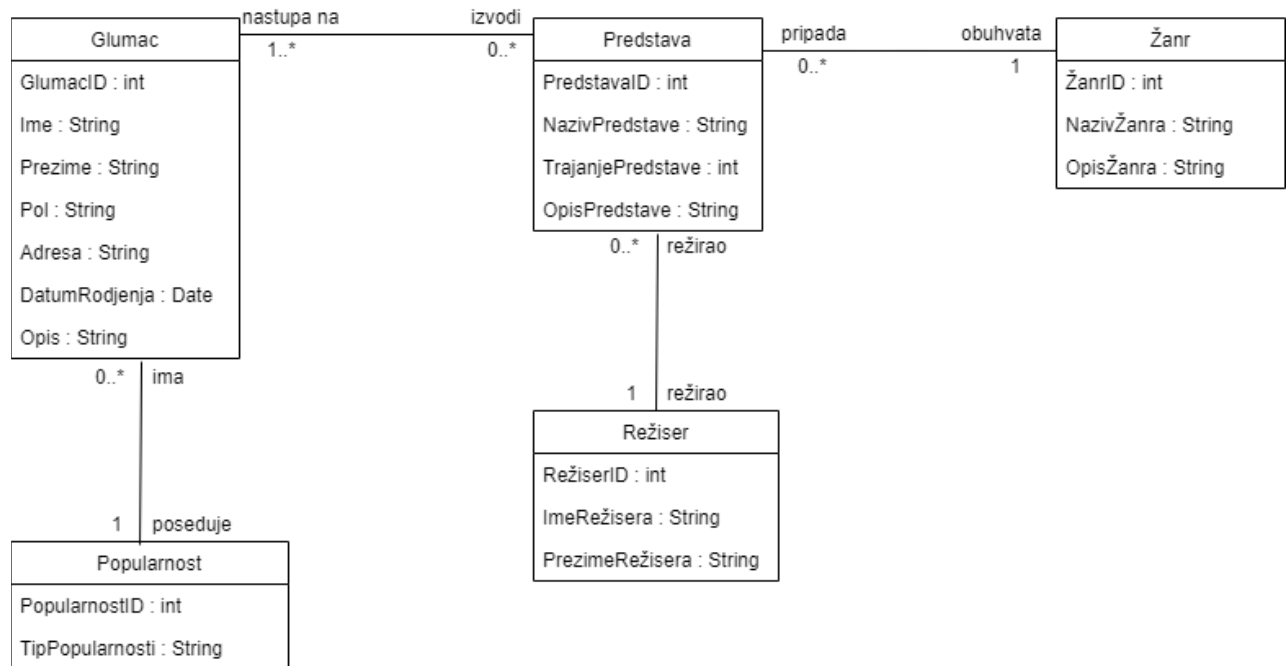 nastupa na
izvodi
Glumac
1..*
0..*
GlumacID : int
Ime : String
Prezime : String
Pol : String
Adresa : String
DatumRodjenja : Date
Opis : String
Predstava
PredstavaID : int
NazivPredstave : String
TrajanjePredstave : int
OpisPredstave : String
pripada
obuhvata
0..*
1
Žanr
ŽanrID : int
NazivŽanra : String
OpisŽanra : String
0..* režirao
1 režirao
Režiser
RežiserID : int
ImeRežisera : String
PrezimeRežisera : String
0..* ima
1 poseduje
Popularnost
PopularnostID : int
TipPopularnosti : String